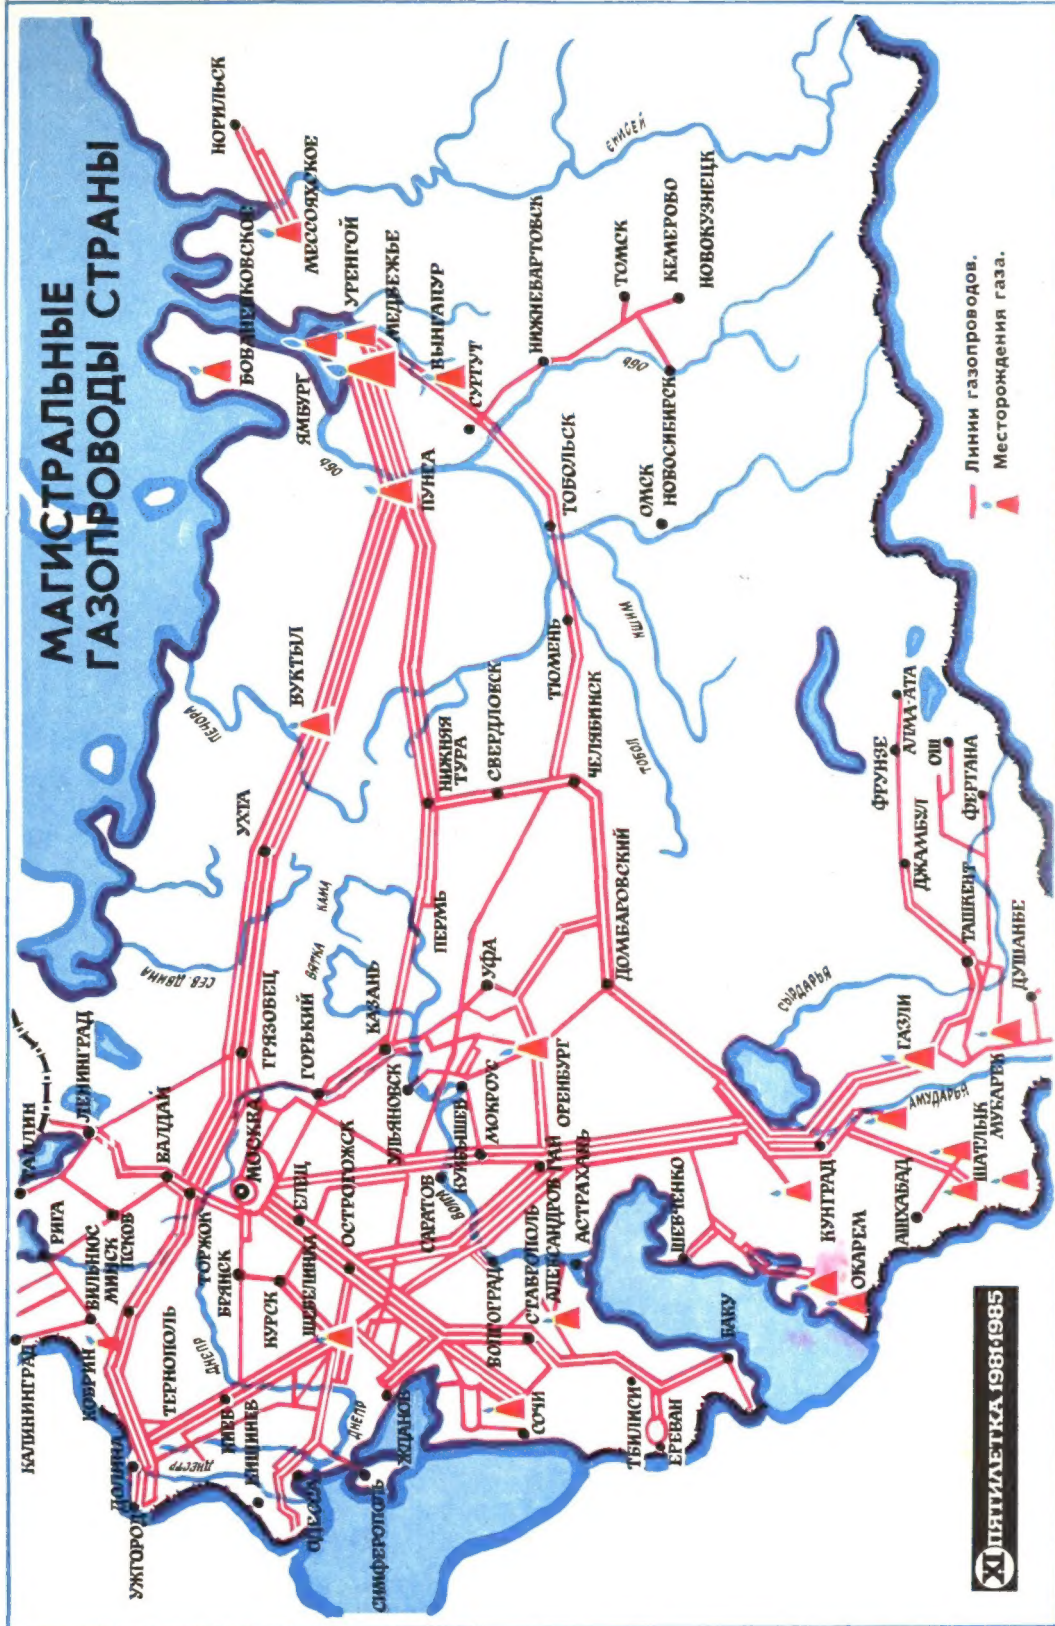 МАГИСТРАЛЬНЫЕ
ГАЗОПРОВОДЫ СТРАНЫ
НОРИЛЬСК
МЕССОЯХСКОЕ
БОВАНЕНКОВСКОЕ
УРЕНГОЙ
МЕДВЕЖЬЕ
ЯМБУРГ
ВЫНГАПУР
СУРГУТ
НИЖНЕВАРТОВСК
ТОМСК
КЕМЕРОВО
НОВОКУЗНЕЦК
НОВОСИБИРСК
ОМСК
ЕНИСЕЙ
ОБЬ
ОБЬ
ПУНГА
ТОБОЛЬСК
ТЮМЕНЬ
ИШИМ
ТОБОЛ
ВУКТЫЛ
ПЕЧОРА
УХТА
НИЖНЯЯ
ТУРА
СВЕРДЛОВСК
ЧЕЛЯБИНСК
ПЕРМЬ
КАМА
ВЯТКА
СЕВ. ДВИНА
ДОМБАРОВСКИЙ
УФА
КАЗАНЬ
ГОРЬКИЙ
ГРЯЗОВЕЦ
ЛЕНИНГРАД
ТАЛЛИН
ВАЛДАЙ
МОСКВА
РИГА
ПСКОВ
ВИЛЬНЮС
МИНСК
ТОРЖОК
БРЯНСК
КУРСК
ЕЛЕЦ
ОСТРОГОЖСК
УЛЬЯНОВСК
КУЙБЫШЕВ
МОКРОУС
ОРЕНБУРГ
САРАТОВ
ВОЛГА
АЛЕКСАНДРОВ ГАЙ
АСТРАХАНЬ
ШЕБЕЛИНКА
ВОЛГОГРАД
СТАВРОПОЛЬ
КАЛИНИНГРАД
КОБРИН
ТЕРНОПОЛЬ
ДНЕПР
КИЕВ
ДОЛИНА
УЖГОРОД
ДНЕСТР
КИШИНЕВ
ОДЕССА
СИМФЕРОПОЛЬ
ДНЕПР
ЖДАНОВ
СОЧИ
ТБИЛИСИ
ЕРЕВАН
БАКУ
ШЕВЧЕНКО
КУНГРАД
ОКАРЕМ
АШХАБАД
ШАТЛЫК
МУБАРЕК
АМУДАРЬЯ
ГАЗЛИ
СЫРДАРЬЯ
ДУШАНБЕ
ТАШКЕНТ
ДЖАМБУЛ
ФЕРГАНА
ОШ
ФРУНЗЕ
АЛМА-АТА
Линии газопроводов.
Месторождения газа.
XI ПЯТИЛЕТКА 1981-1985